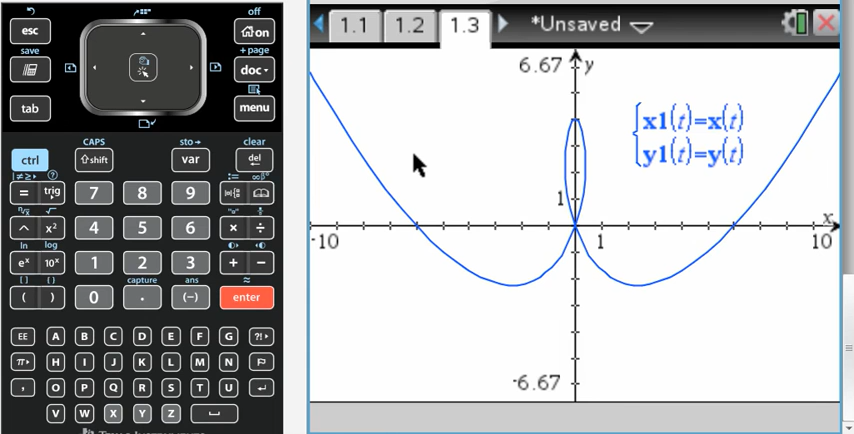 off
esc
on
save
+ page
doc
tab
menu
CAPS
sto→
clear
ctrl
⇧shift
var
del
|≠≥▸
=
trig
7
8
9
:=
∞β°
ⁿ√x
√
"□"
÷
^
x²
4
5
6
×
÷
ln
log
eˣ
10ˣ
1
2
3
+
−
[ ]
{ }
capture
ans
≈
(
)
0
.
(−)
enter
EE
A
B
C
D
E
F
G
?!▸
π▸
H
I
J
K
L
M
N
,
O
P
Q
R
S
T
U
↵
V
W
X
Y
Z
1.1
1.2
1.3
*Unsaved
6.67
y
x1(t)=x(t)
y1(t)=y(t)
1
x
-10
1
10
-6.67